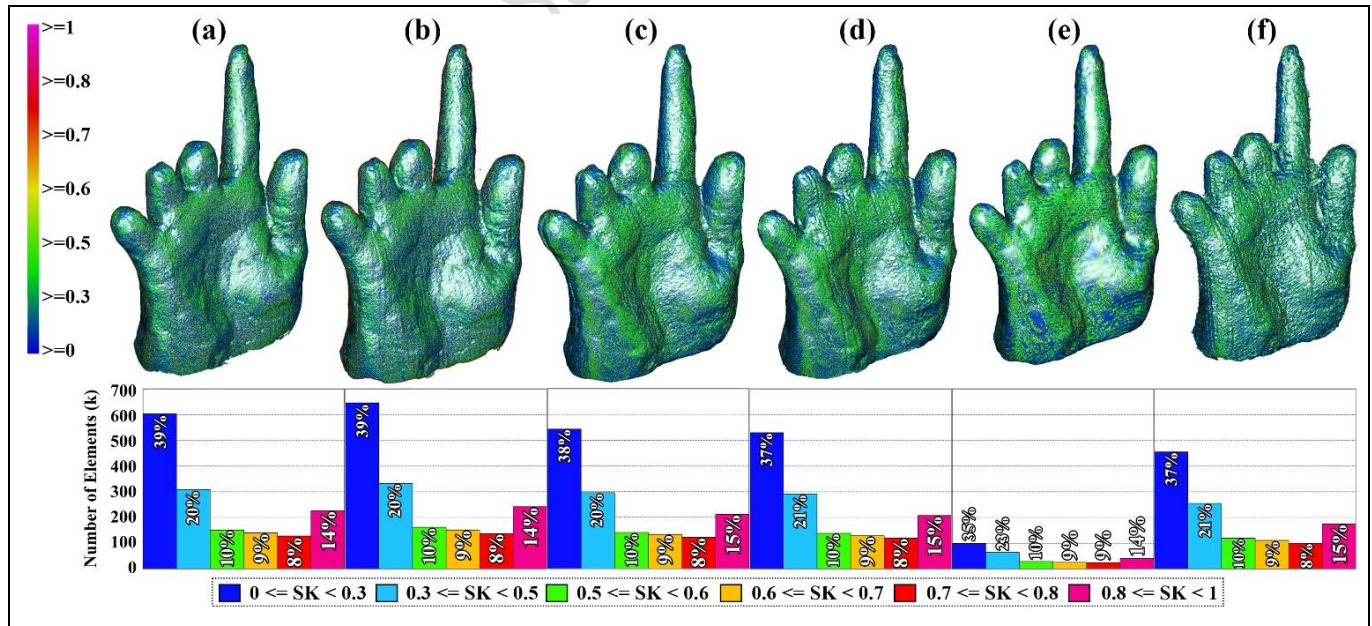 (a) (b) (c) (d) (e) (f)
>=1
>=0.8
>=0.7
>=0.6
>=0.5
>=0.3
>=0
Number of Elements (k)
700
600
500
400
300
200
100
0
39% 20% 10% 9% 8% 14%
39% 20% 10% 9% 8% 14%
38% 20% 10% 9% 8% 15%
37% 21% 10% 9% 8% 15%
35% 23% 10% 9% 9% 14%
37% 21% 10% 9% 8% 15%
0 <= SK < 0.3 0.3 <= SK < 0.5 0.5 <= SK < 0.6 0.6 <= SK < 0.7 0.7 <= SK < 0.8 0.8 <= SK < 1